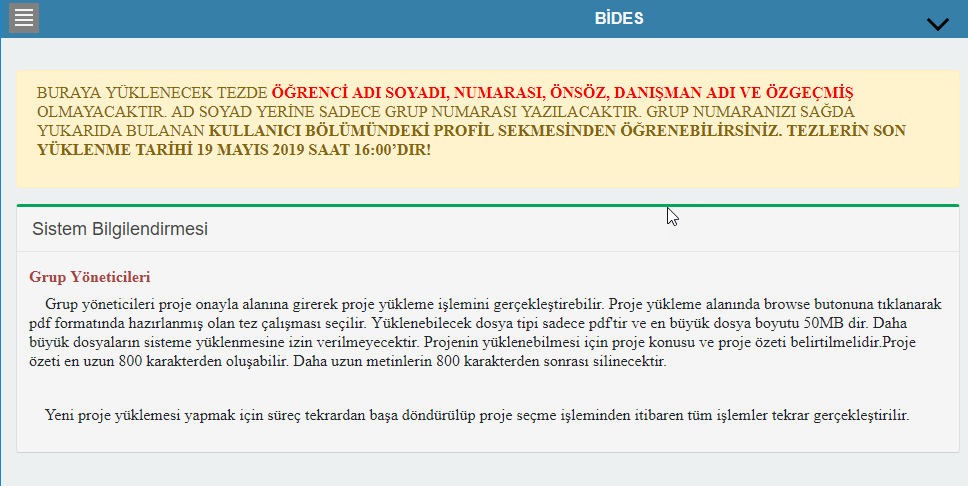 BİDES
BURAYA YÜKLENECEK TEZDE ÖĞRENCİ ADI SOYADI, NUMARASI, ÖNSÖZ, DANIŞMAN ADI VE ÖZGEÇMİŞ
OLMAYACAKTIR. AD SOYAD YERİNE SADECE GRUP NUMARASI YAZILACAKTIR. GRUP NUMARANIZI SAĞDA
YUKARIDA BULANAN KULLANICI BÖLÜMÜNDEKİ PROFİL SEKMESİNDEN ÖĞRENEBİLİRSİNİZ. TEZLERİN SON
YÜKLENME TARİHİ 19 MAYIS 2019 SAAT 16:00’DIR!
Sistem Bilgilendirmesi
Grup Yöneticileri
Grup yöneticileri proje onayla alanına girerek proje yükleme işlemini gerçekleştirebilir. Proje yükleme alanında browse butonuna tıklanarak
pdf formatında hazırlanmış olan tez çalışması seçilir. Yüklenebilecek dosya tipi sadece pdf'tir ve en büyük dosya boyutu 50MB dir. Daha
büyük dosyaların sisteme yüklenmesine izin verilmeyecektir. Projenin yüklenebilmesi için proje konusu ve proje özeti belirtilmelidir.Proje
özeti en uzun 800 karakterden oluşabilir. Daha uzun metinlerin 800 karakterden sonrası silinecektir.
Yeni proje yüklemesi yapmak için süreç tekrardan başa döndürülüp proje seçme işleminden itibaren tüm işlemler tekrar gerçekleştirilir.